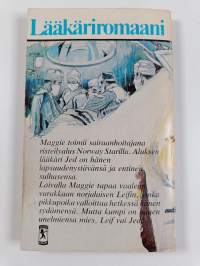 Lääkäriromaani
Maggie toimii sairaanhoitajana
risteilyalus Norway Starilla. Aluksen
lääkäri Jed on hänen
lapsuudenystävänsä ja entinen
sulhasensa.
Laivalla Maggie tapaa vaalean
varakkaan norjalaisen Leifin, jonka
pikkupoika valloittaa hetkessä hänen
sydämensä. Mutta kumpi on hänen
unelmiensa mies, Leif vai Jed?